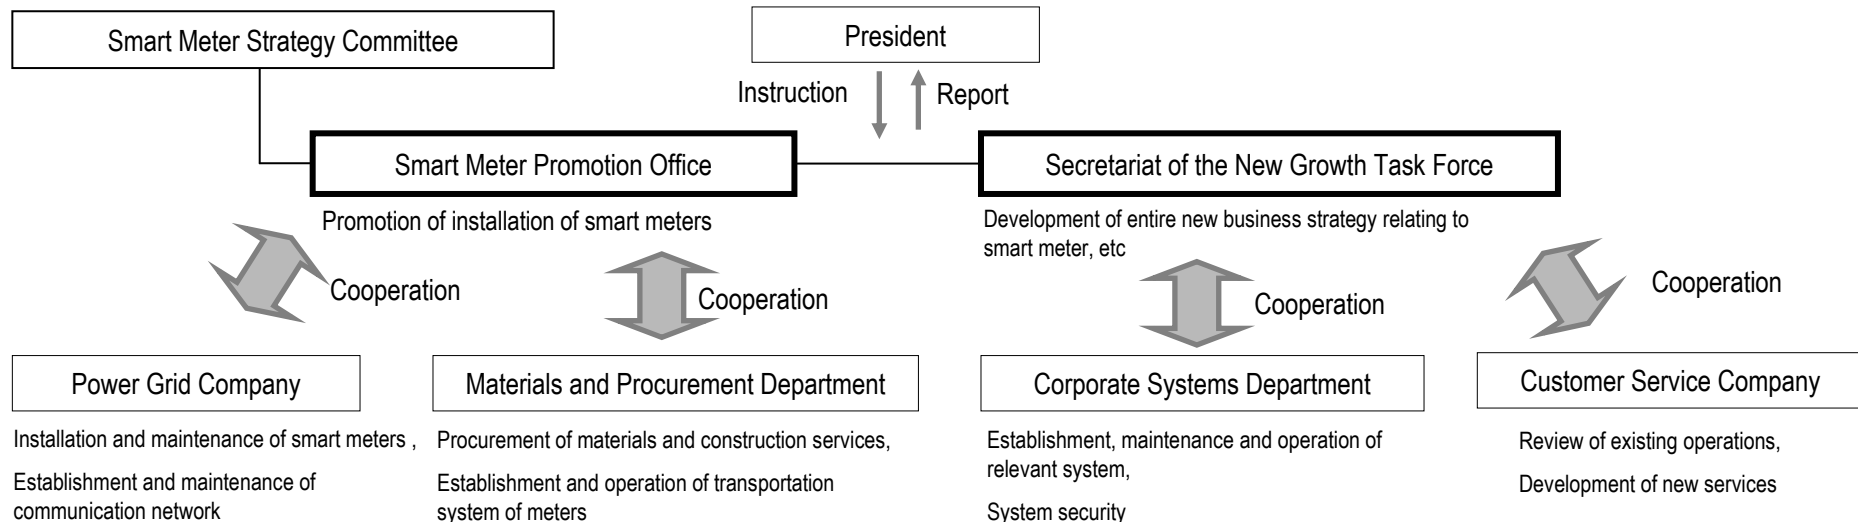 Smart Meter Strategy Committee
President
Instruction
Report
Smart Meter Promotion Office
Secretariat of the New Growth Task Force
Promotion of installation of smart meters
Development of entire new business strategy relating to
smart meter, etc
Cooperation
Cooperation
Cooperation
Cooperation
Power Grid Company
Installation and maintenance of smart meters ,
Establishment and maintenance of
communication network
Materials and Procurement Department
Procurement of materials and construction services,
Establishment and operation of transportation
system of meters
Corporate Systems Department
Establishment, maintenance and operation of
relevant system,
System security
Customer Service Company
Review of existing operations,
Development of new services